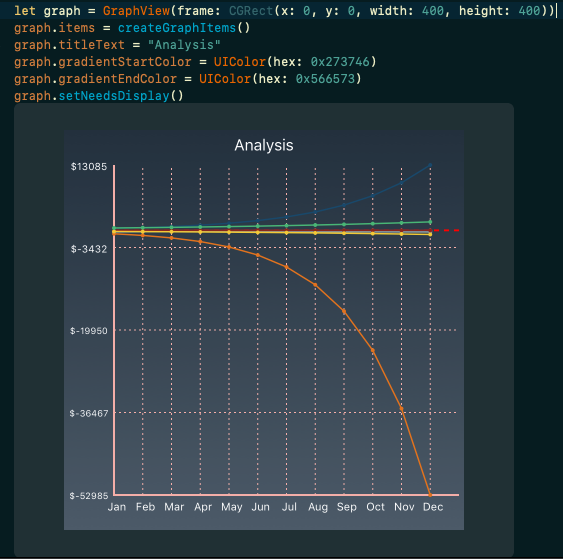 let graph = GraphView(frame: CGRect(x: 0, y: 0, width: 400, height: 400))
graph.items = createGraphItems()
graph.titleText = "Analysis"
graph.gradientStartColor = UIColor(hex: 0x273746)
graph.gradientEndColor = UIColor(hex: 0x566573)
graph.setNeedsDisplay()
Analysis
$13085
$-3432
$-19950
$-36467
$-52985
Jan Feb Mar Apr May Jun Jul Aug Sep Oct Nov Dec